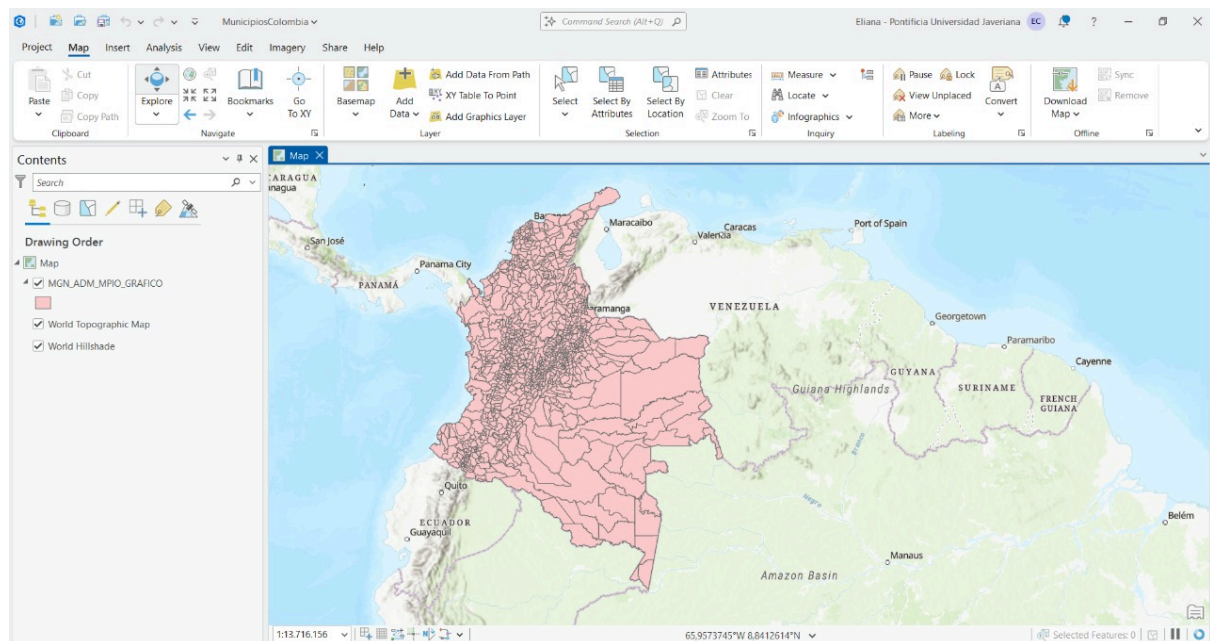 MunicipiosColombia
Command Search (Alt+Q)
Eliana - Pontificia Universidad Javeriana
EC
?
Project Map Insert Analysis View Edit Imagery Share Help
Paste
Cut
Copy
Copy Path
Clipboard
Explore
Bookmarks
Go
To XY
Navigate
Basemap
Add
Data
Add Data From Path
XY Table To Point
Add Graphics Layer
Layer
Select
Select By
Attributes
Select By
Location
Attributes
Clear
Zoom To
Selection
Measure
Locate
Infographics
Inquiry
Pause
Lock
View Unplaced
More
Convert
Labeling
Download
Map
Sync
Remove
Offline
Contents
Search
Drawing Order
Map
MGN_ADM_MPIO_GRAFICO
World Topographic Map
World Hillshade
Map
CARAGUA
nagua
San José
Panama City
PANAMÁ
Ba
Maracaibo
Valencia
Caracas
Port of Spain
aramanga
VENEZUELA
Georgetown
Paramaribo
Cayenne
GUYANA
SURINAME
FRENCH
GUIANA
Guiana Highlands
Branco
Negro
Quito
ECUADOR
Guayaquil
Belém
Manaus
Amazon Basin
1:13.716.156
65,9573745°W 8,8412614°N
Selected Features: 0